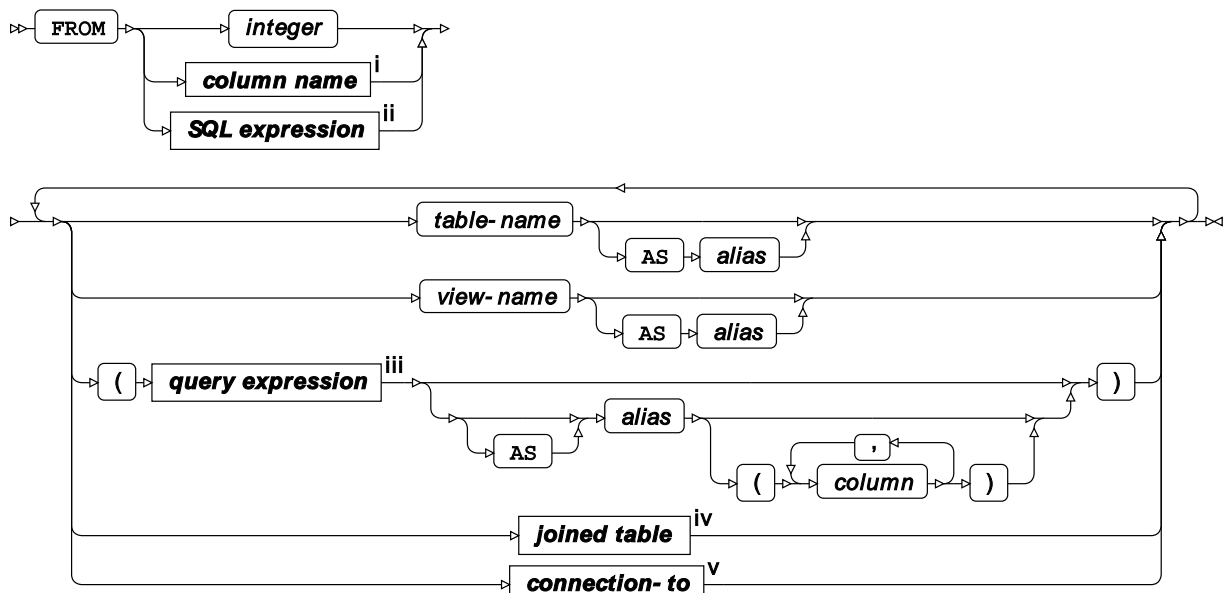 FROM integer
column name i
SQL expression ii
table-name
AS alias
view-name
AS alias
( query expression iii )
AS alias
,
( column )
joined table iv
connection-to v